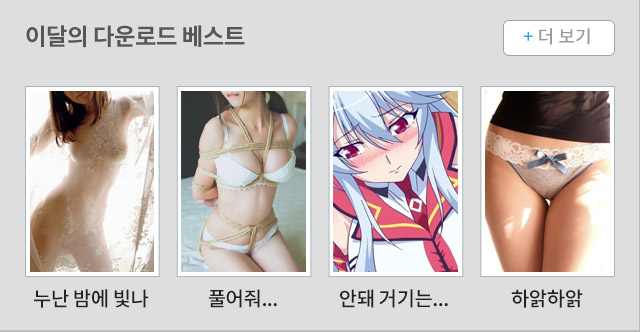 이달의 다운로드 베스트
+ 더 보기
누난 밤에 빛나
풀어줘...
안돼 거기는...
하앍하앍